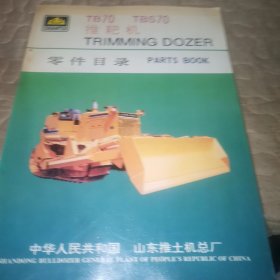 TB70 TBS70
推耙机
TRIMMING DOZER
零件目录 PARTS BOOK
中华人民共和国 山东推土机总厂
SHANDONG BULLDOZER GENERAL PLANT OF PEOPLE'S REPUBLIC OF CHINA